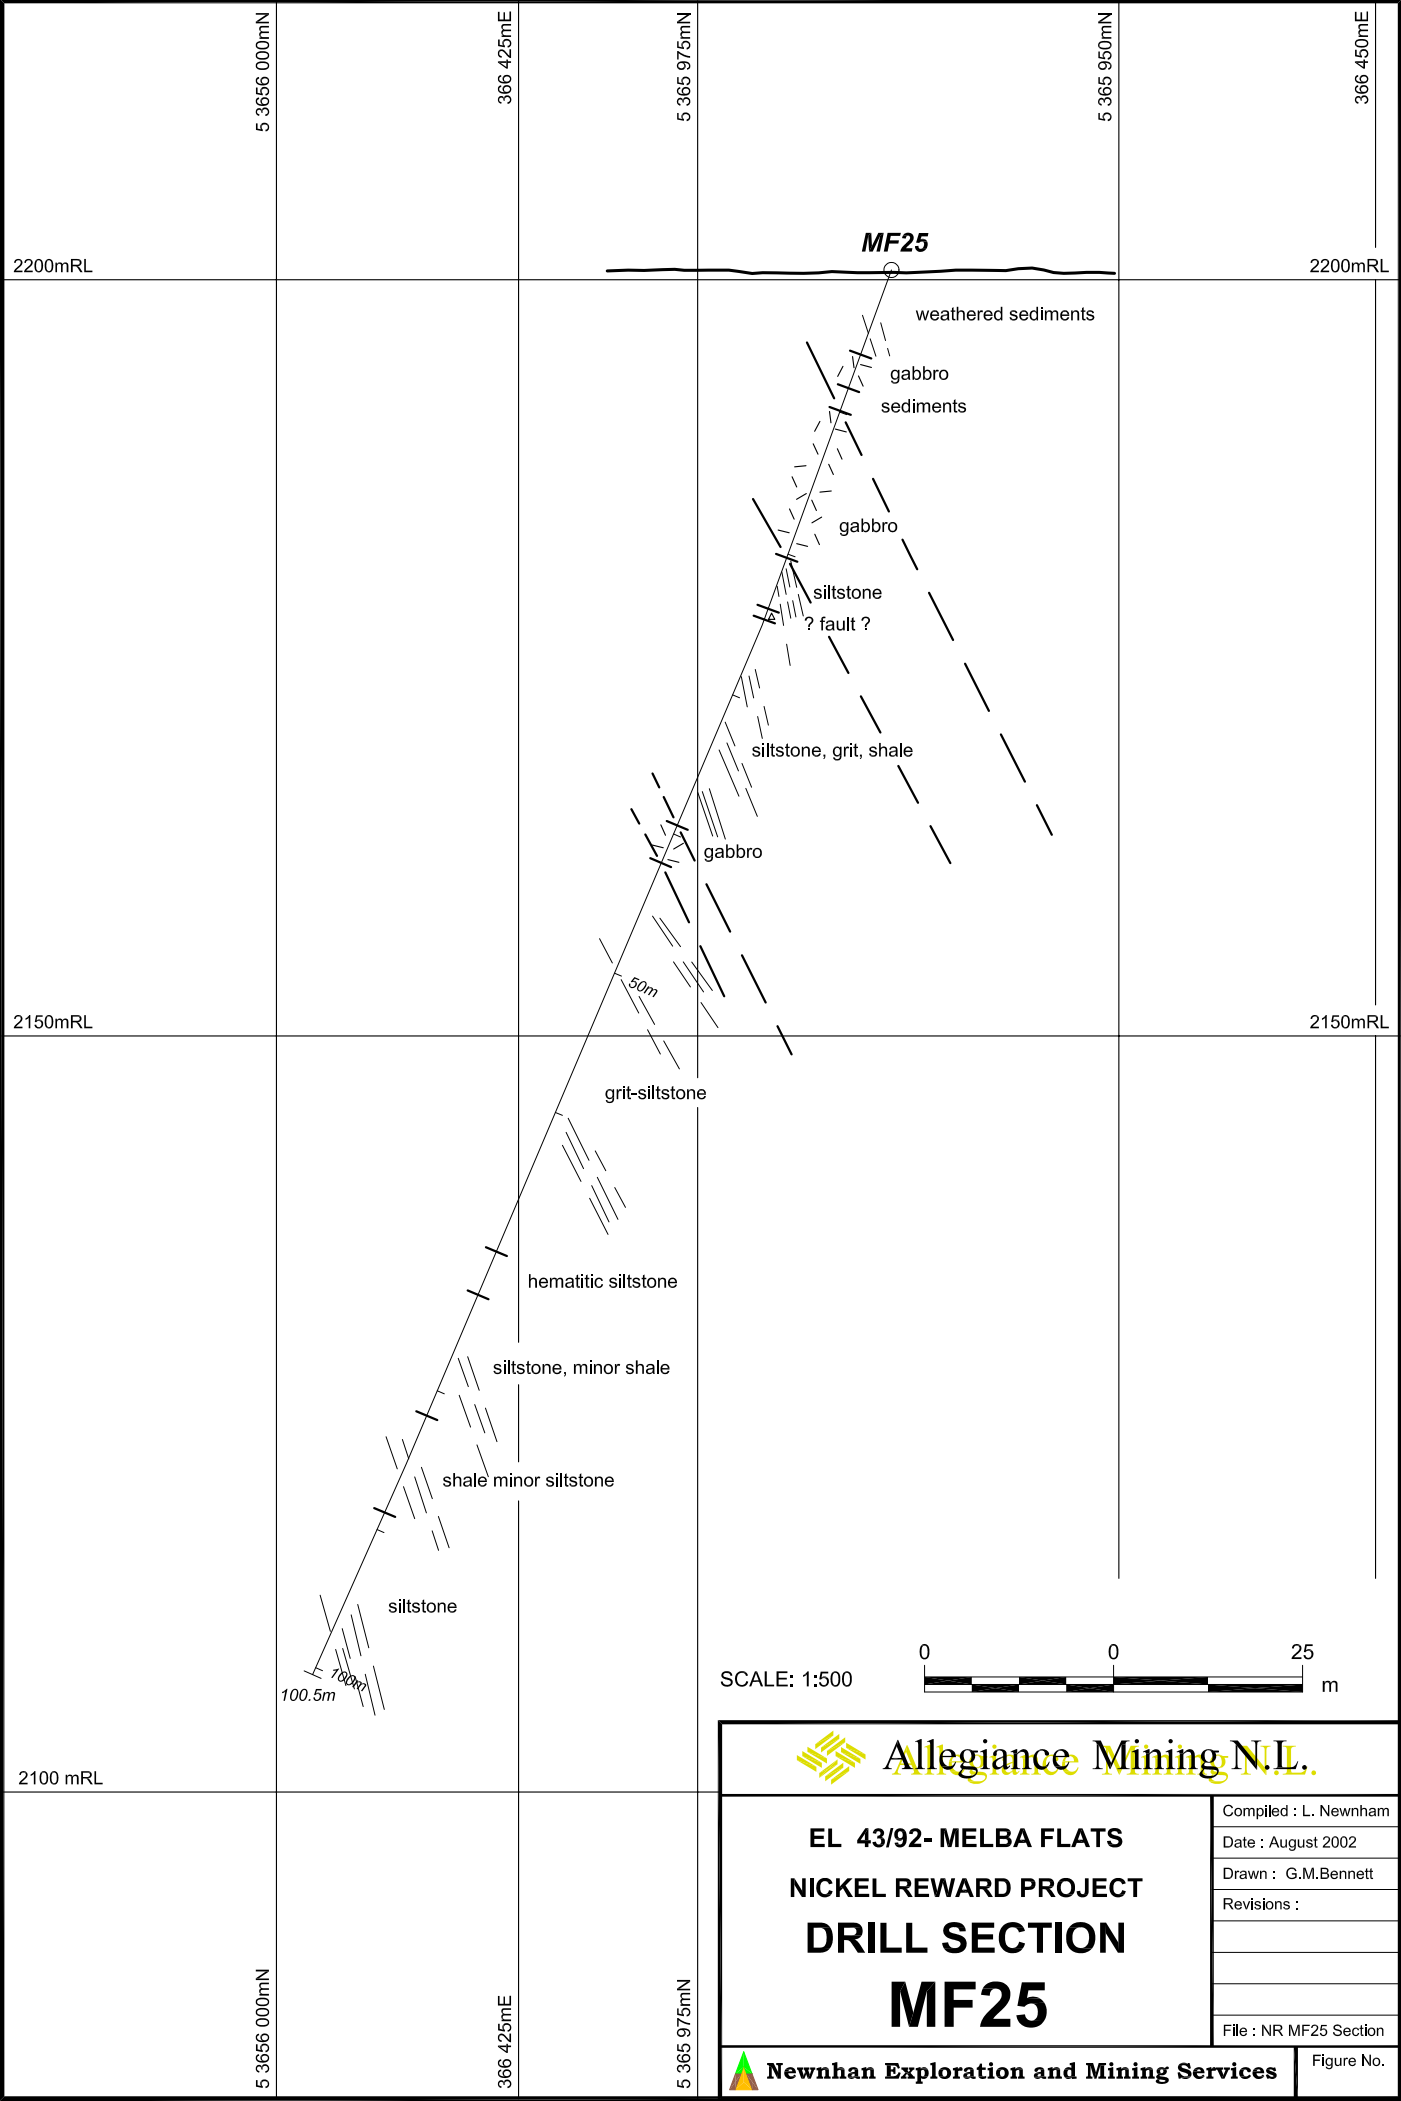 5 3656 000mN
366 425mE
5 365 975mN
5 365 950mN
366 450mE
MF25
2200mRL
2200mRL
weathered sediments
gabbro
sediments
gabbro
siltstone
? fault ?
siltstone, grit, shale
gabbro
50m
2150mRL
2150mRL
grit-siltstone
hematitic siltstone
siltstone, minor shale
shale minor siltstone
siltstone
100m
100.5m
SCALE: 1:500
0
0
25
m
2100 mRL
Allegiance Mining N.L.
EL 43/92- MELBA FLATS
NICKEL REWARD PROJECT
DRILL SECTION
MF25
Compiled : L. Newnham
Date : August 2002
Drawn : G.M.Bennett
Revisions :
File : NR MF25 Section
Newnhan Exploration and Mining Services
Figure No.
5 3656 000mN
366 425mE
5 365 975mN